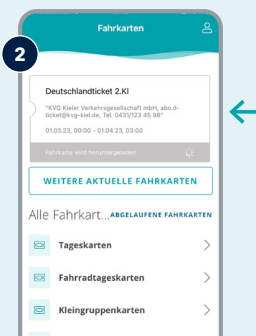 Fahrkarten
2
Deutschlandticket 2.Kl
"KVG Kieler Verkehrsgesellschaft mbH, abo.d-
ticket@kvg-kiel.de, Tel. 0431/123 45 98"
01.03.23, 00:00 - 01.04.23, 03:00
Fahrkarte wird heruntergeladen
WEITERE AKTUELLE FAHRKARTEN
Alle Fahrkart... ABGELAUFENE FAHRKARTEN
Tageskarten
Fahrradtageskarten
Kleingruppenkarten